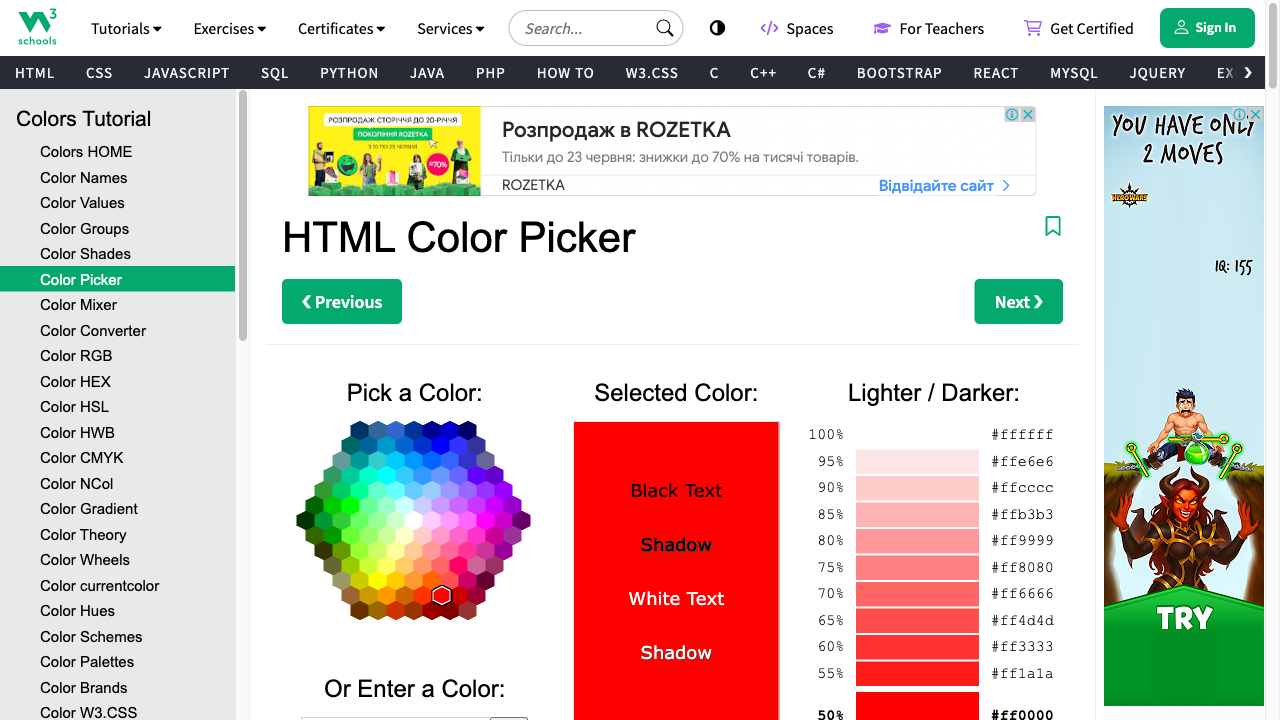 W3
schools
Tutorials
Exercises
Certificates
Services
Search...
Spaces
For Teachers
Get Certified
Sign In
HTML
CSS
JAVASCRIPT
SQL
PYTHON
JAVA
PHP
HOW TO
W3.CSS
C
C++
C#
BOOTSTRAP
REACT
MYSQL
JQUERY
EX
Colors Tutorial
Colors HOME
Color Names
Color Values
Color Groups
Color Shades
Color Picker
Color Mixer
Color Converter
Color RGB
Color HEX
Color HSL
Color HWB
Color CMYK
Color NCol
Color Gradient
Color Theory
Color Wheels
Color currentcolor
Color Hues
Color Schemes
Color Palettes
Color Brands
Color W3.CSS
РОЗПРОДАЖ СТОРІЧЧЯ ДО 20-РІЧЧЯ
ПОКОЛІННЯ ROZETKA
З 10 ПО 23 ЧЕРВНЯ
-70%
Розпродаж в ROZETKA
Тільки до 23 червня: знижки до 70% на тисячі товарів.
ROZETKA
Відвідайте сайт
HTML Color Picker
❮ Previous
Next ❯
Pick a Color:
Or Enter a Color:
Selected Color:
Black Text
Shadow
White Text
Shadow
Lighter / Darker:
100% #ffffff
95% #ffe6e6
90% #ffcccc
85% #ffb3b3
80% #ff9999
75% #ff8080
70% #ff6666
65% #ff4d4d
60% #ff3333
55% #ff1a1a
50% #ff0000
YOU HAVE ONLY
2 MOVES
HERO WARS
IQ: 155
TRY